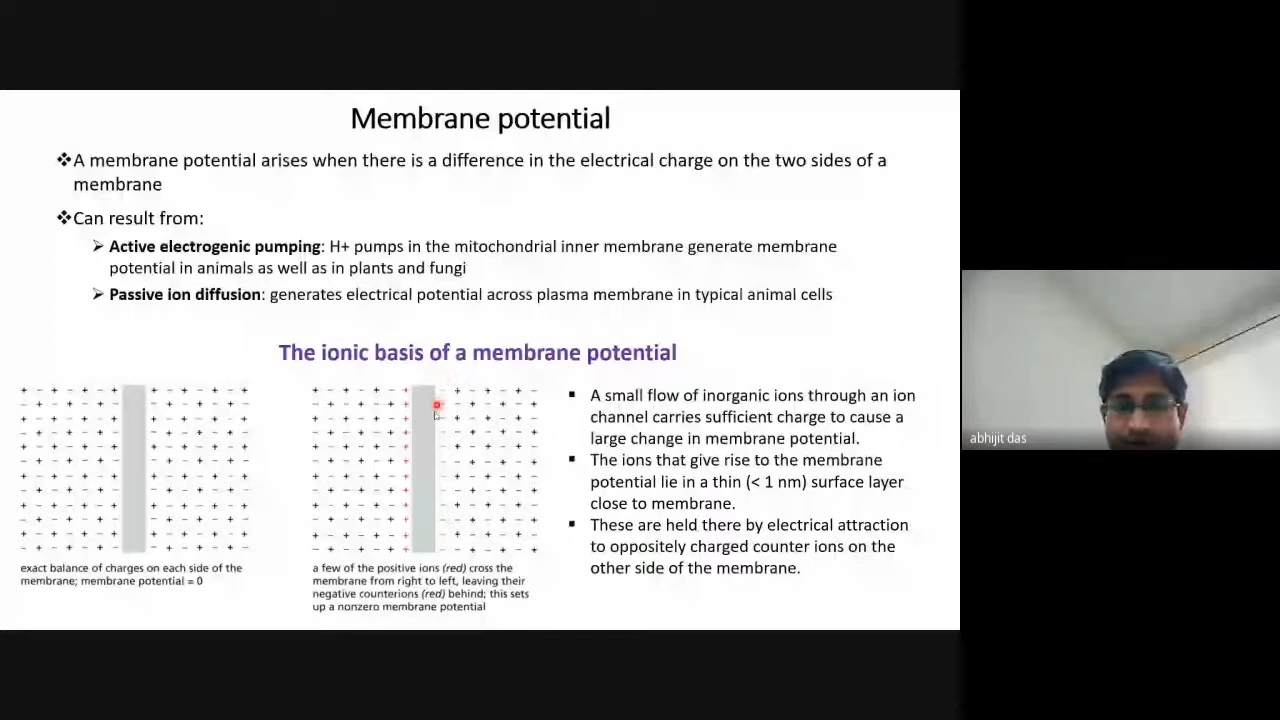 Membrane potential
❖A membrane potential arises when there is a difference in the electrical charge on the two sides of a
membrane
❖Can result from:
➢ Active electrogenic pumping: H+ pumps in the mitochondrial inner membrane generate membrane
potential in animals as well as in plants and fungi
➢ Passive ion diffusion: generates electrical potential across plasma membrane in typical animal cells
The ionic basis of a membrane potential
exact balance of charges on each side of the
membrane; membrane potential = 0
a few of the positive ions (red) cross the
membrane from right to left, leaving their
negative counterions (red) behind; this sets
up a nonzero membrane potential
▪ A small flow of inorganic ions through an ion
channel carries sufficient charge to cause a
large change in membrane potential.
▪ The ions that give rise to the membrane
potential lie in a thin (< 1 nm) surface layer
close to membrane.
▪ These are held there by electrical attraction
to oppositely charged counter ions on the
other side of the membrane.
abhijit das